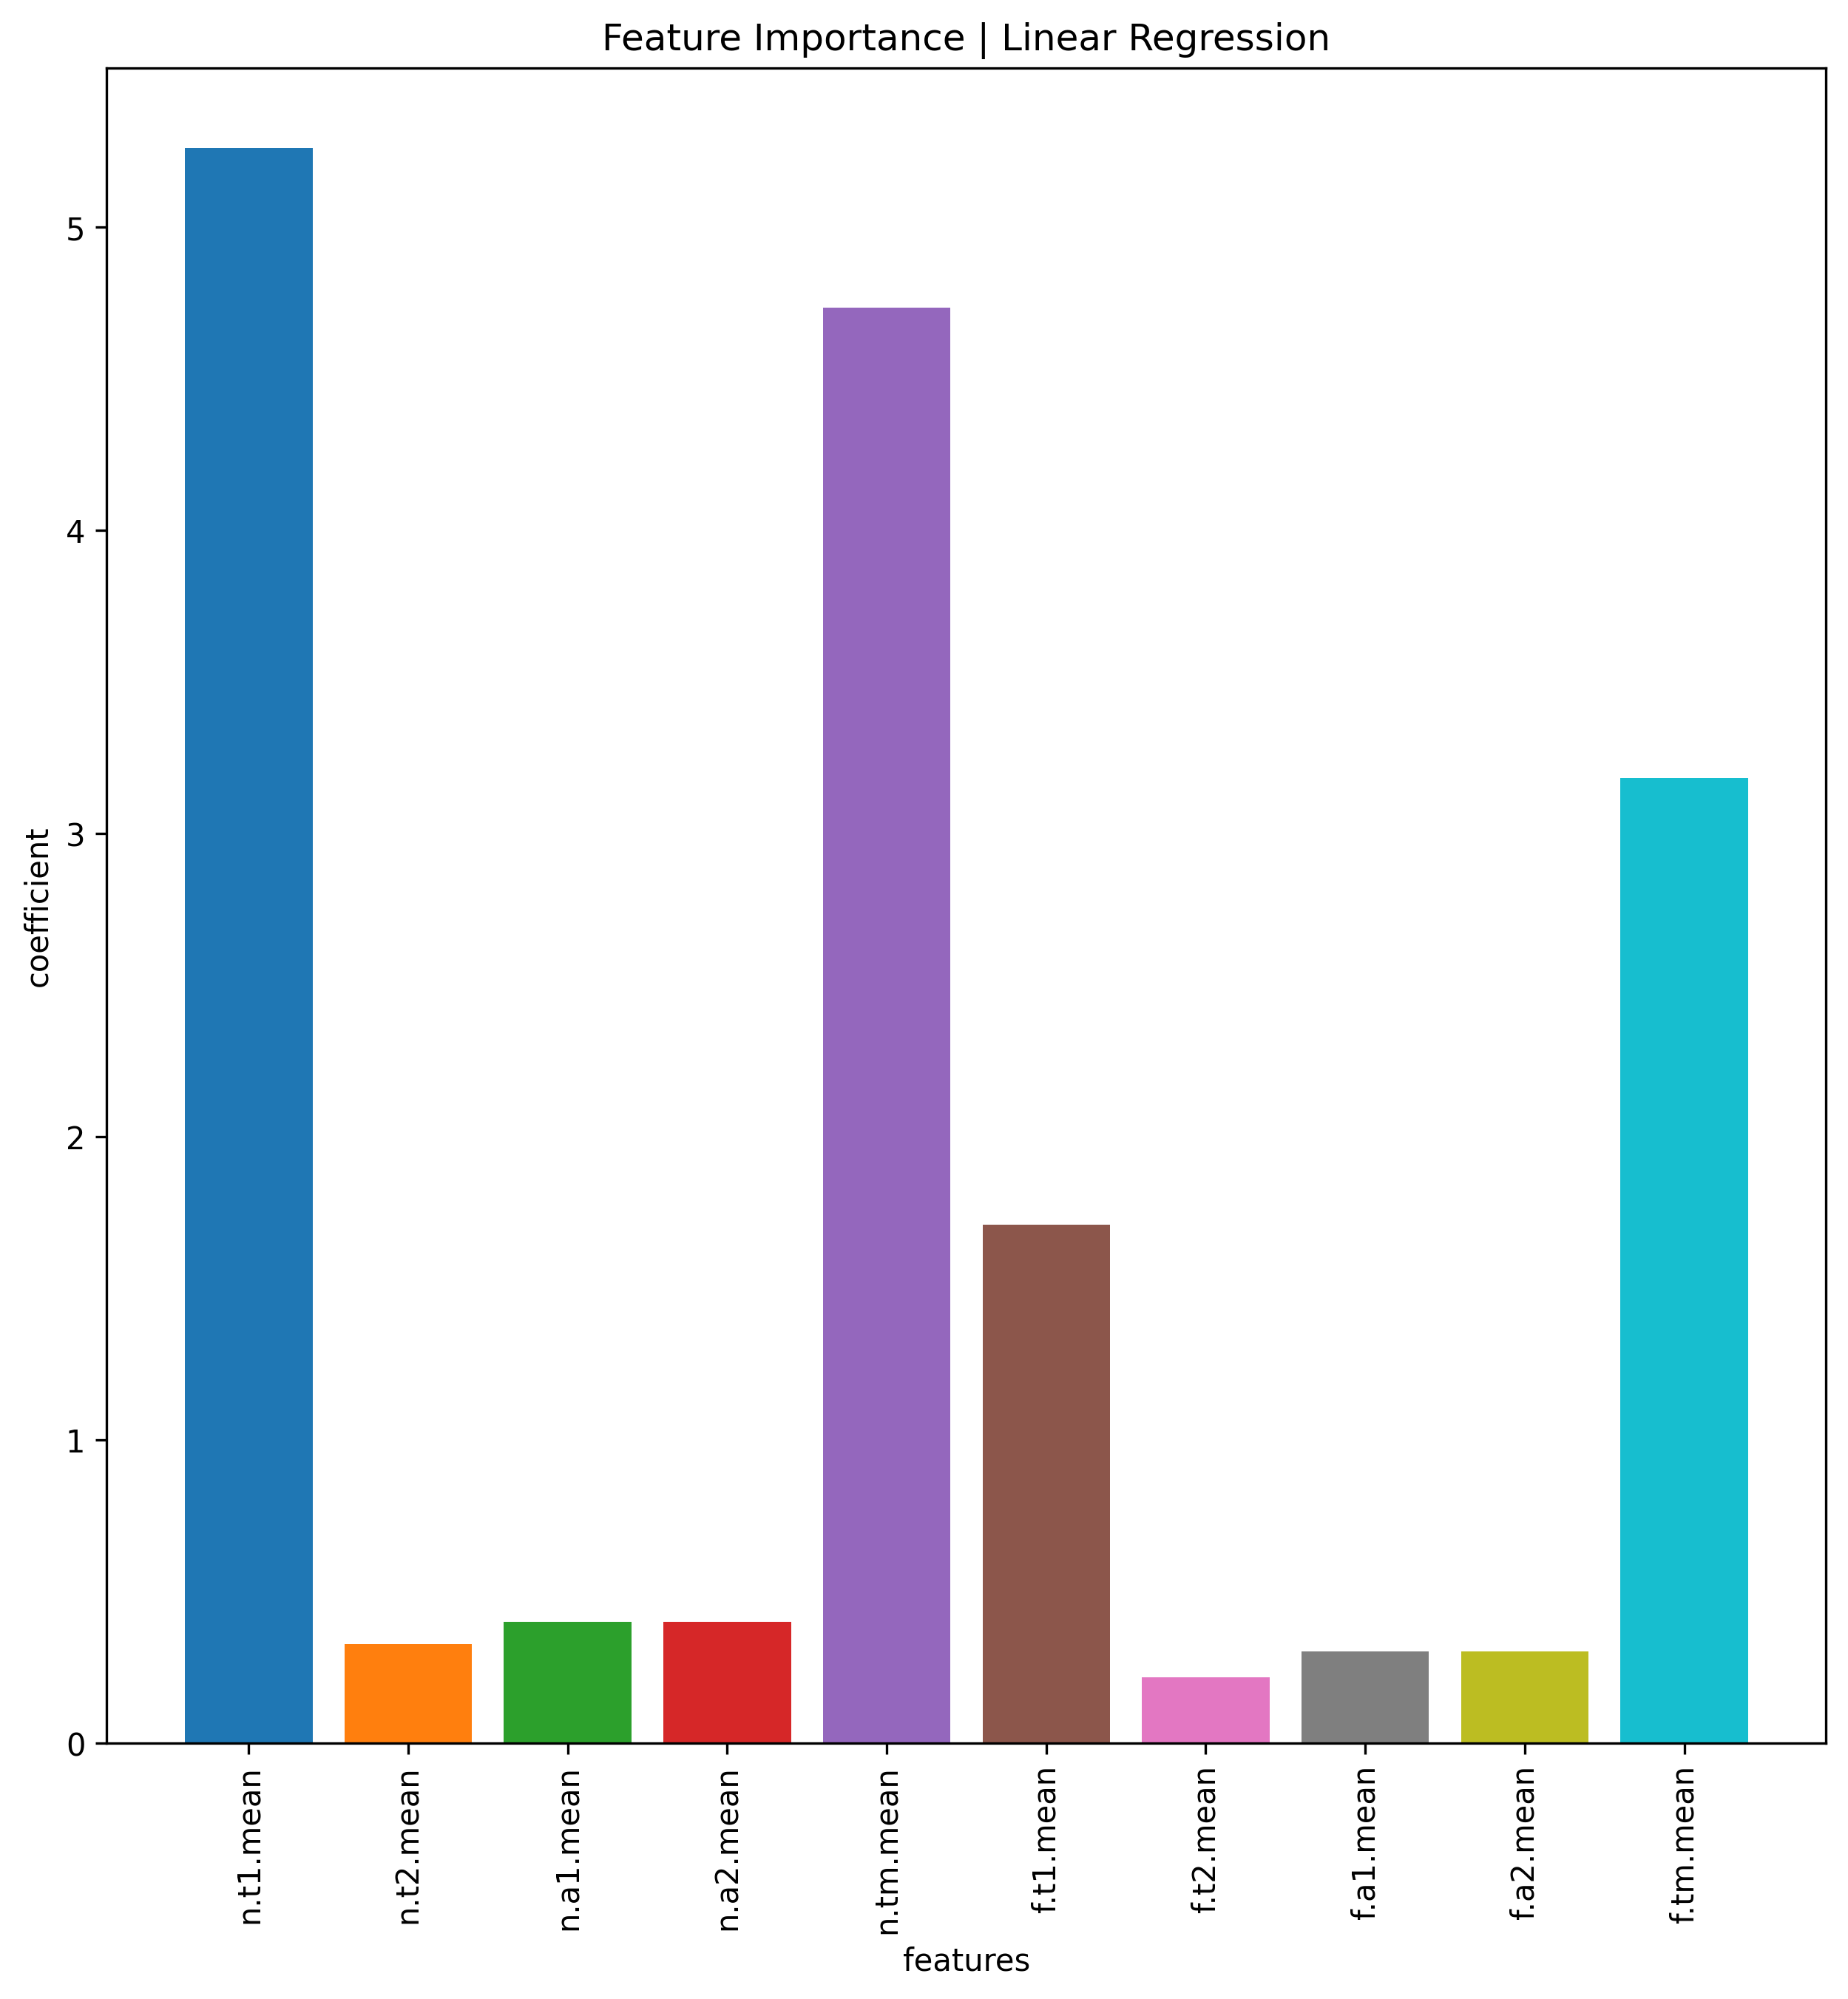 Feature Importance | Linear Regression
5
4
3
2
1
0
coefficient
n.t1.mean
n.t2.mean
n.a1.mean
n.a2.mean
n.tm.mean
f.t1.mean
f.t2.mean
f.a1.mean
f.a2.mean
f.tm.mean
features